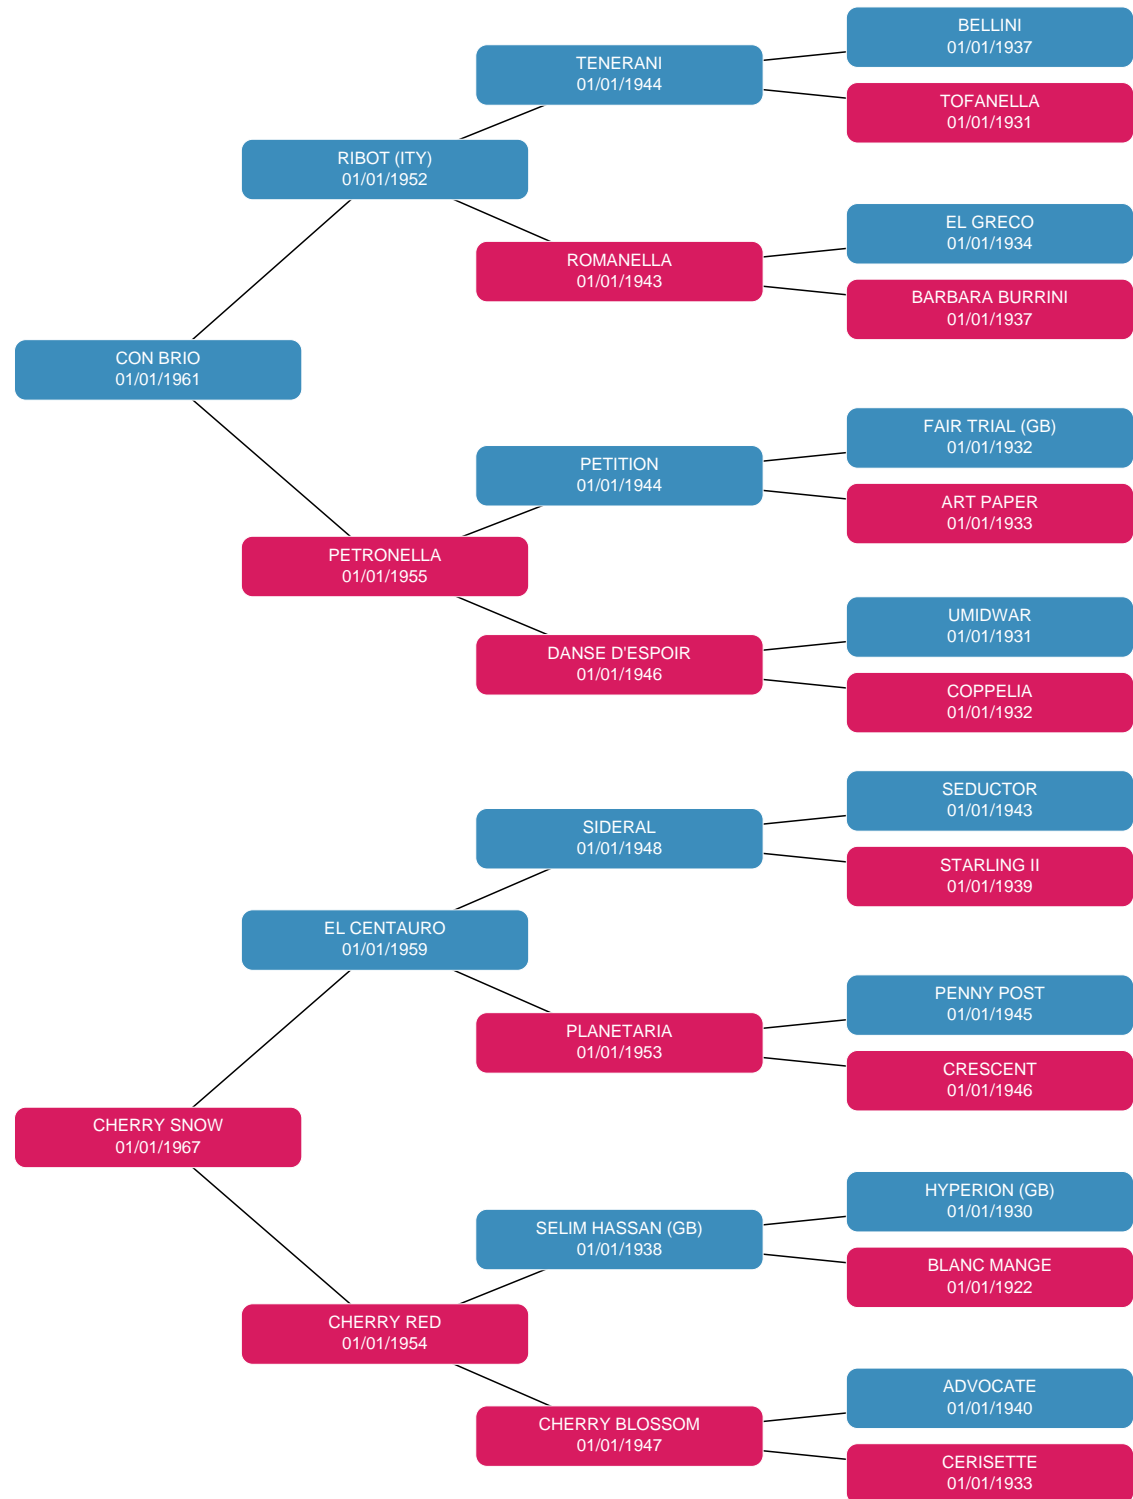 BELLINI
01/01/1937
TENERANI
01/01/1944
TOFANELLA
01/01/1931
RIBOT (ITY)
01/01/1952
EL GRECO
01/01/1934
ROMANELLA
01/01/1943
BARBARA BURRINI
01/01/1937
CON BRIO
01/01/1961
FAIR TRIAL (GB)
01/01/1932
PETITION
01/01/1944
ART PAPER
01/01/1933
PETRONELLA
01/01/1955
UMIDWAR
01/01/1931
DANSE D'ESPOIR
01/01/1946
COPPELIA
01/01/1932
SEDUCTOR
01/01/1943
SIDERAL
01/01/1948
STARLING II
01/01/1939
EL CENTAURO
01/01/1959
PENNY POST
01/01/1945
PLANETARIA
01/01/1953
CRESCENT
01/01/1946
CHERRY SNOW
01/01/1967
HYPERION (GB)
01/01/1930
SELIM HASSAN (GB)
01/01/1938
BLANC MANGE
01/01/1922
CHERRY RED
01/01/1954
ADVOCATE
01/01/1940
CHERRY BLOSSOM
01/01/1947
CERISETTE
01/01/1933